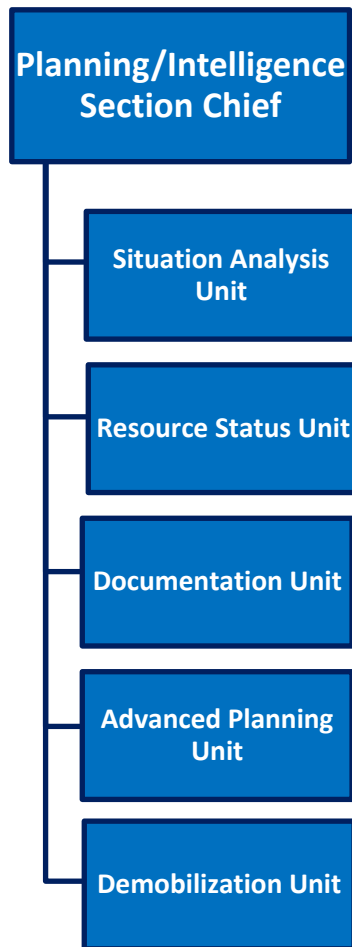 Planning/Intelligence
Section Chief
Situation Analysis
Unit
Resource Status Unit
Documentation Unit
Advanced Planning
Unit
Demobilization Unit